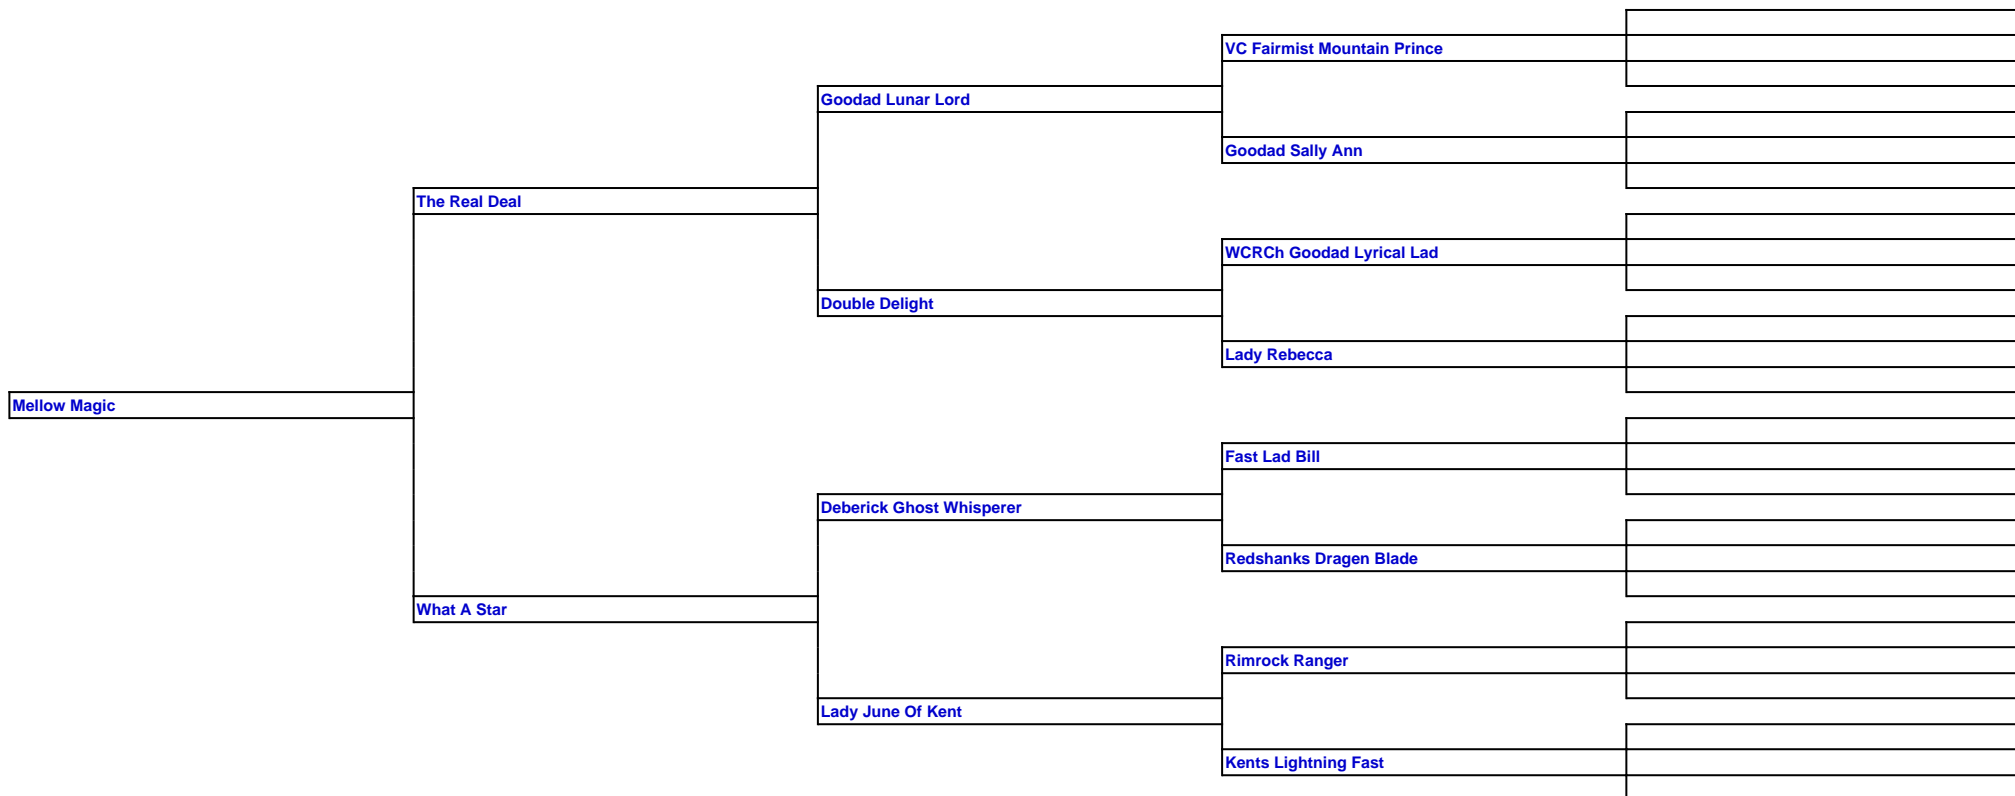 VC Fairmist Mountain Prince
Goodad Lunar Lord
Goodad Sally Ann
The Real Deal
WCRCh Goodad Lyrical Lad
Double Delight
Lady Rebecca
Mellow Magic
Fast Lad Bill
Deberick Ghost Whisperer
Redshanks Dragen Blade
What A Star
Rimrock Ranger
Lady June Of Kent
Kents Lightning Fast